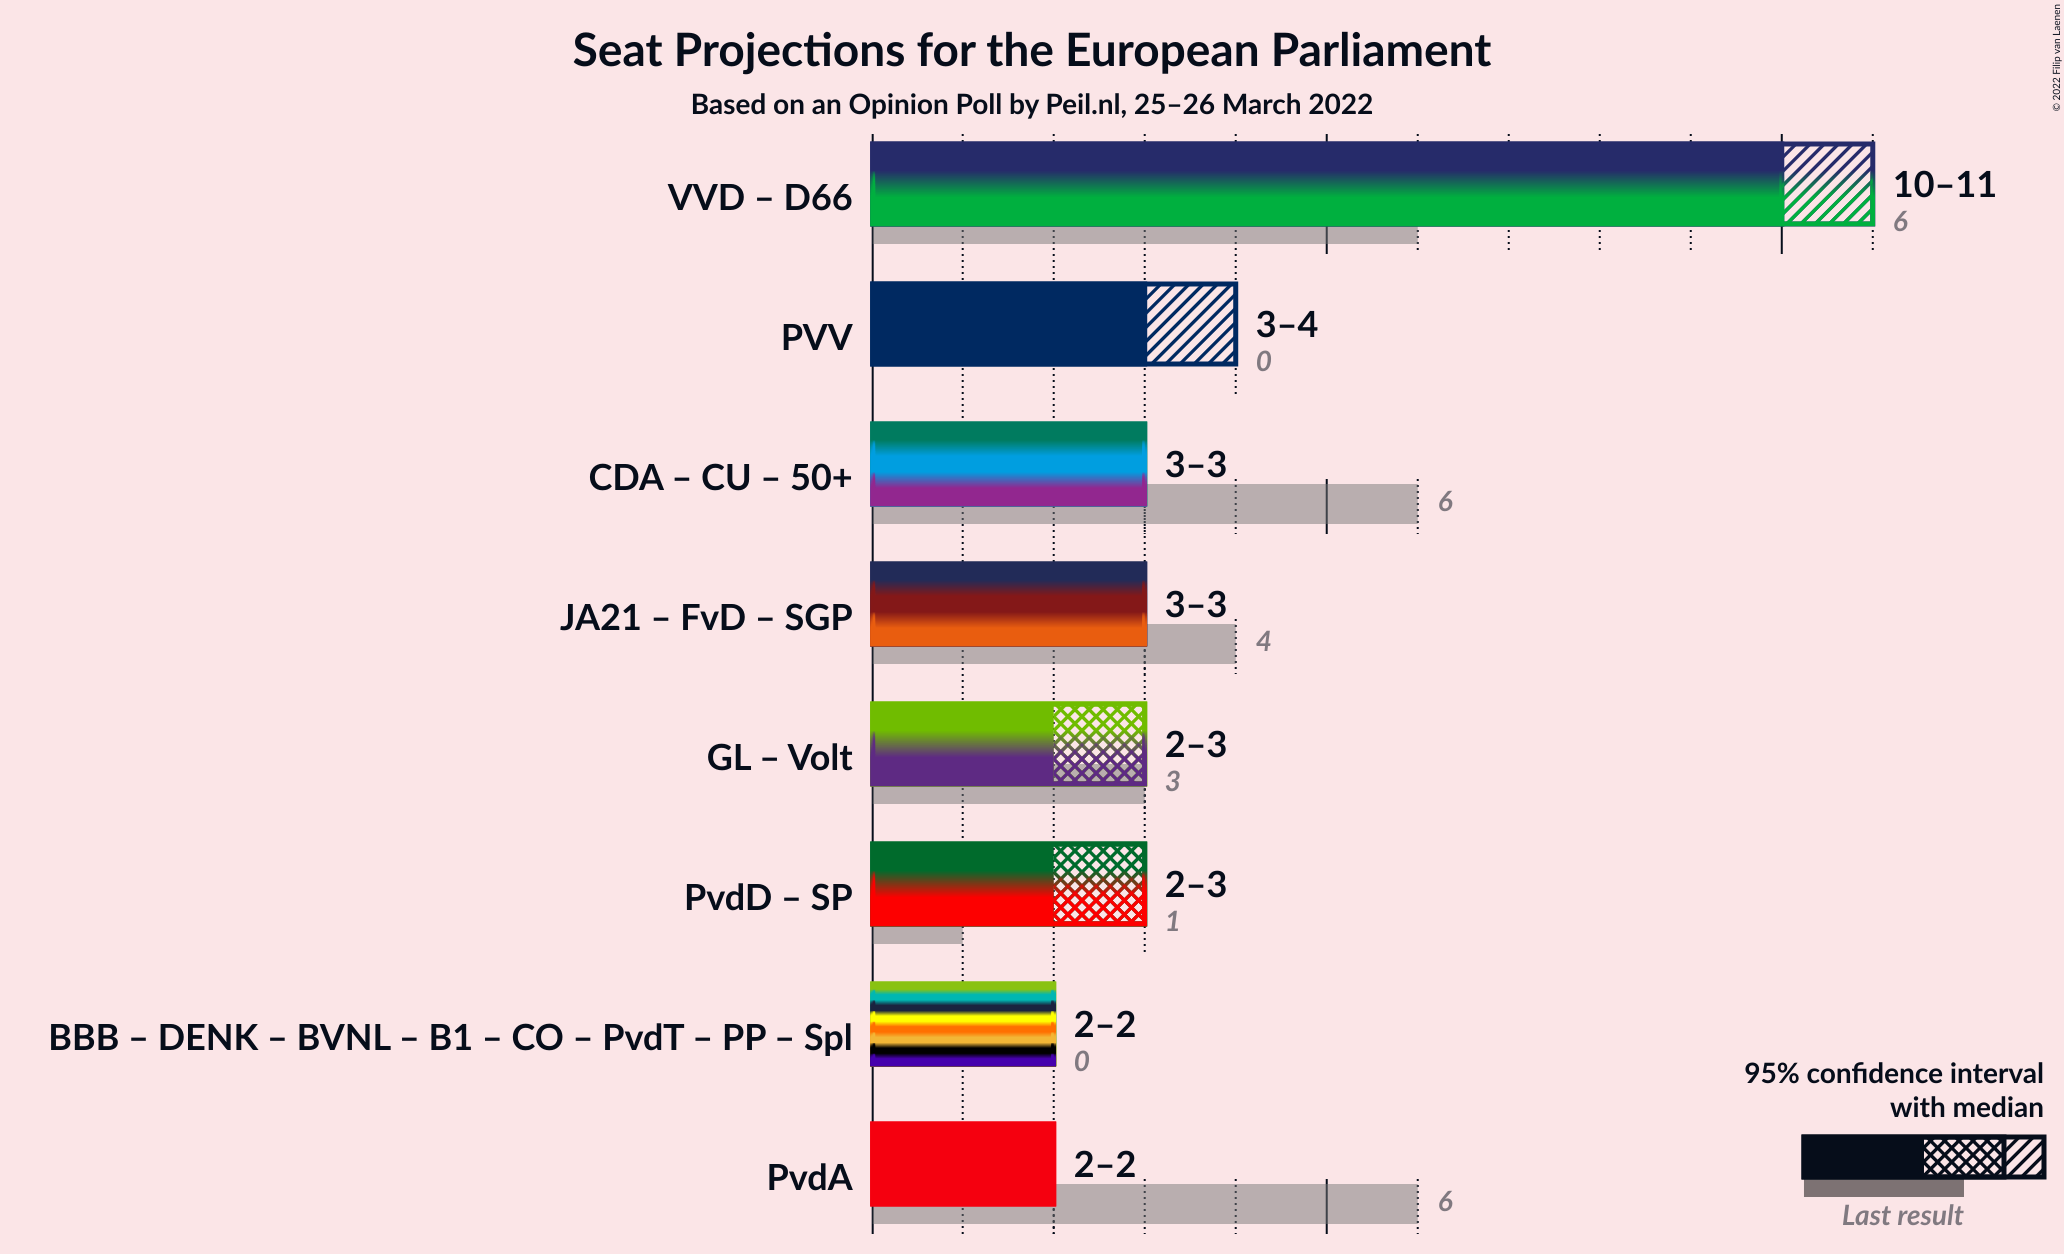 Seat Projections for the European Parliament
Based on an Opinion Poll by Peil.nl, 25–26 March 2022
© 2022 Filip van Laenen
VVD – D66
10–11
6
PVV
3–4
0
CDA – CU – 50+
3–3
6
JA21 – FvD – SGP
3–3
4
GL – Volt
2–3
3
PvdD – SP
2–3
1
BBB – DENK – BVNL – B1 – CO – PvdT – PP – Spl
2–2
0
PvdA
2–2
6
95% confidence interval
with median
Last result